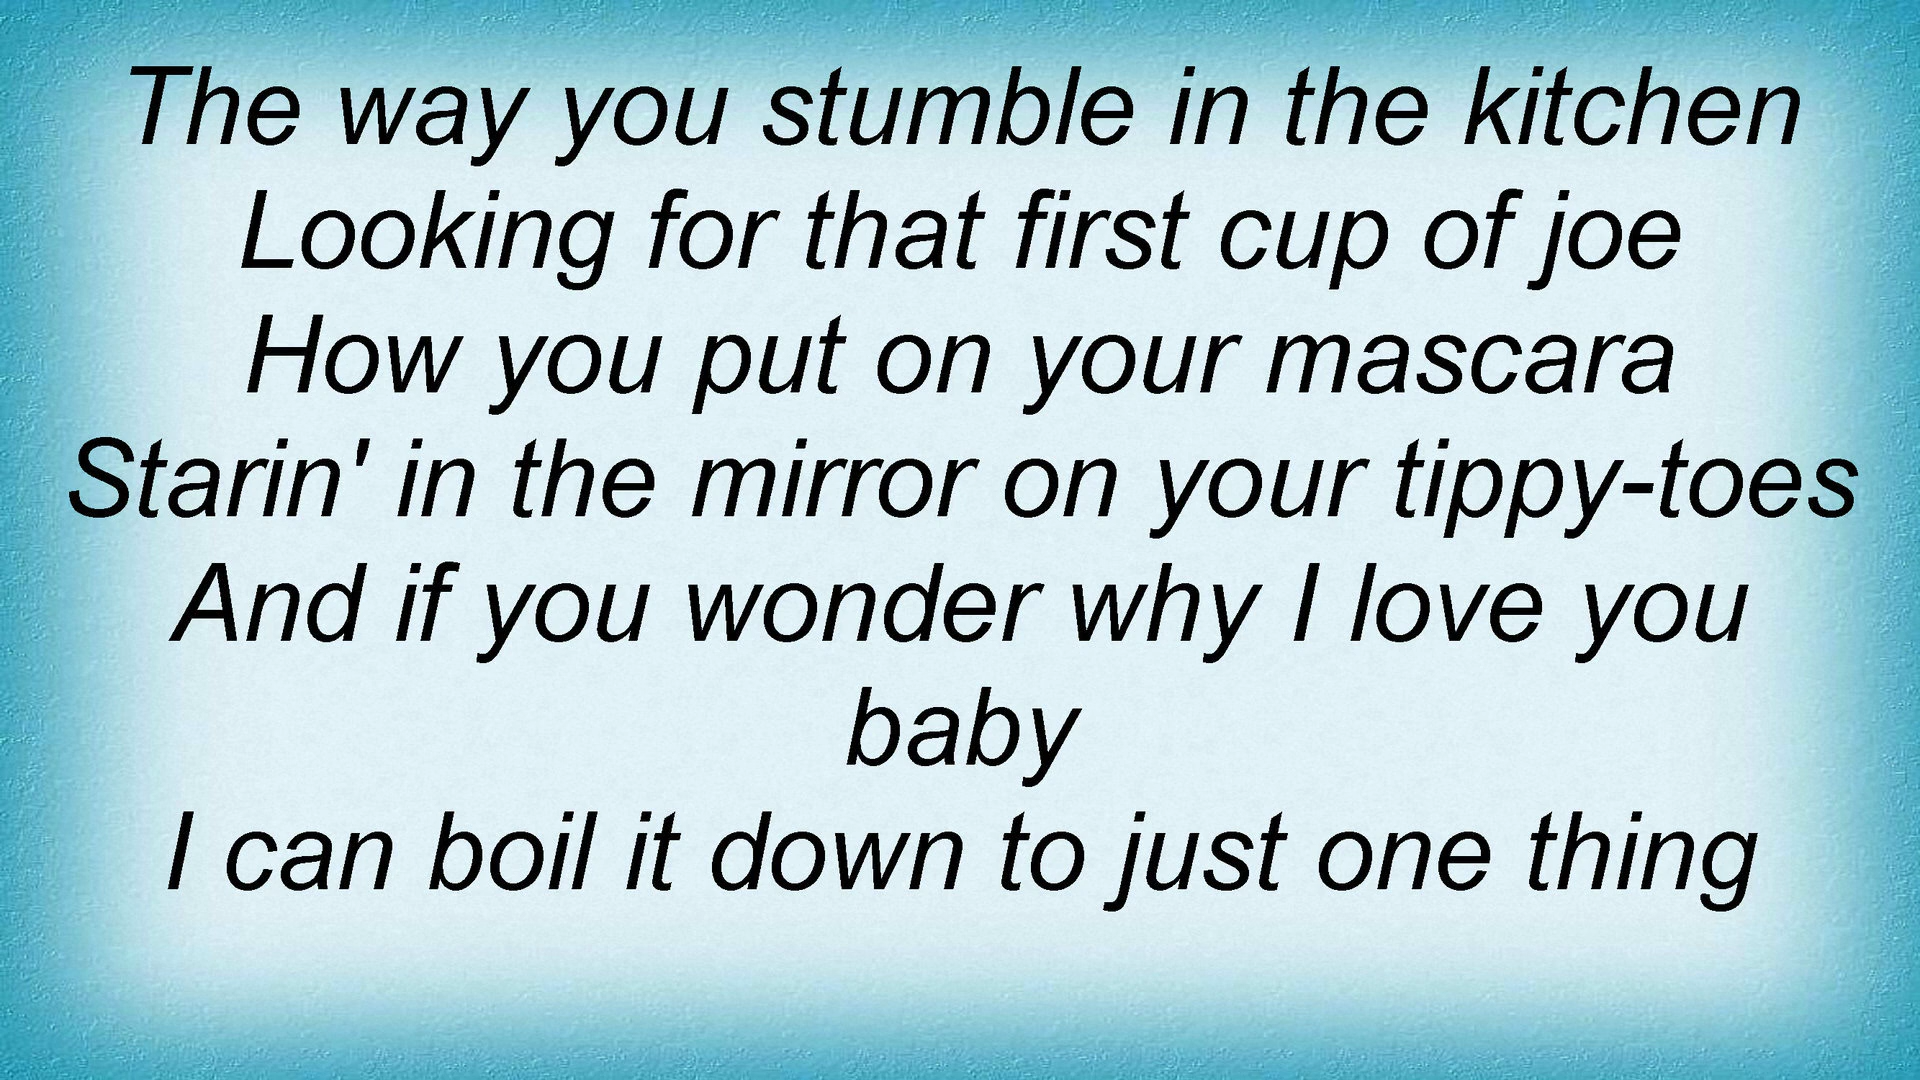 The way you stumble in the kitchen
Looking for that first cup of joe
How you put on your mascara
Starin' in the mirror on your tippy-toes
And if you wonder why I love you
baby
I can boil it down to just one thing